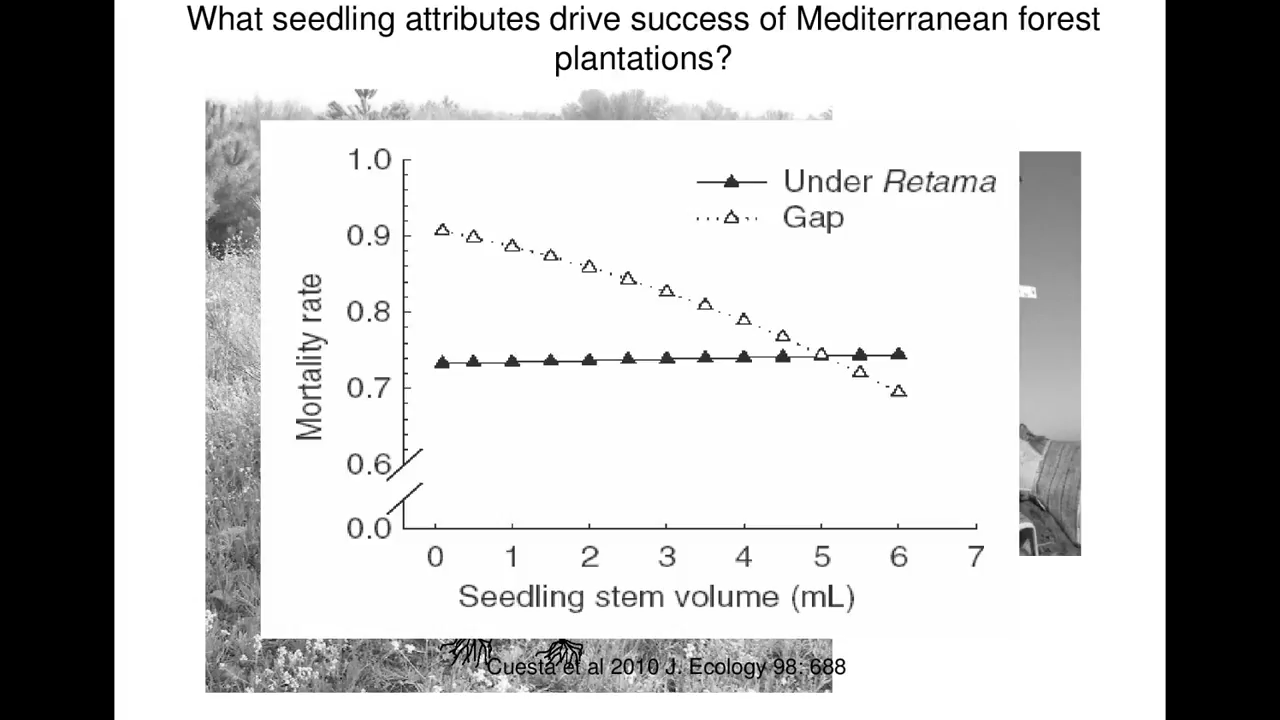 What seedling attributes drive success of Mediterranean forest
plantations?
1.0
0.9
0.8
0.7
0.6
0.0
Mortality rate
Under Retama
Gap
0 1 2 3 4 5 6 7
Seedling stem volume (mL)
Cuesta et al 2010 J. Ecology 98: 688